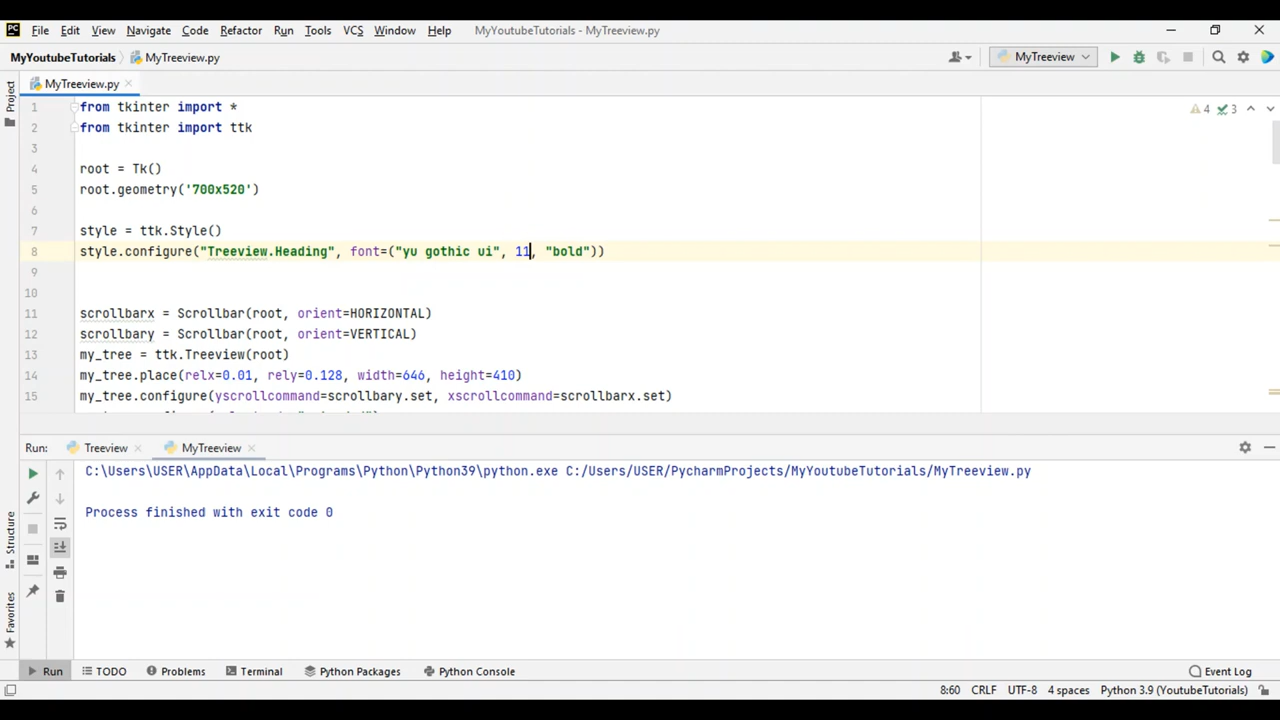 PC File Edit View Navigate Code Refactor Run Tools VCS Window Help MyYoutubeTutorials - MyTreeview.py
MyYoutubeTutorials MyTreeview.py MyTreeview
Project
MyTreeview.py
1 from tkinter import *
2 from tkinter import ttk
3
4 root = Tk()
5 root.geometry('700x520')
6
7 style = ttk.Style()
8 style.configure("Treeview.Heading", font=("yu gothic ui", 11, "bold"))
9
10
11 scrollbarx = Scrollbar(root, orient=HORIZONTAL)
12 scrollbary = Scrollbar(root, orient=VERTICAL)
13 my_tree = ttk.Treeview(root)
14 my_tree.place(relx=0.01, rely=0.128, width=646, height=410)
15 my_tree.configure(yscrollcommand=scrollbary.set, xscrollcommand=scrollbarx.set)
4 3
Run: Treeview MyTreeview
C:\Users\USER\AppData\Local\Programs\Python\Python39\python.exe C:/Users/USER/PycharmProjects/MyYoutubeTutorials/MyTreeview.py
Process finished with exit code 0
Structure
Favorites
Run TODO Problems Terminal Python Packages Python Console Event Log
8:60 CRLF UTF-8 4 spaces Python 3.9 (YoutubeTutorials)